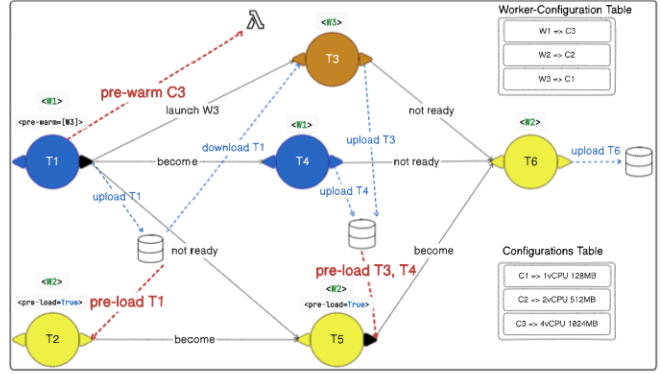 Worker-Configuration Table
W1 => C3
W2 => C2
W3 => C1
<W3>
T3
pre-warm C3
launch W3
not ready
<W1>
<pre-warm=[W3]>
T1
download T1
upload T3
<W1>
T4
become
not ready
<W2>
T6
upload T6
upload T1
upload T4
not ready
become
pre-load T3, T4
pre-load T1
<W2>
<pre-load=True>
T2
become
<W2>
<pre-load=True>
T5
Configurations Table
C1 => 1vCPU 128MB
C2 => 2vCPU 512MB
C3 => 4vCPU 1024MB